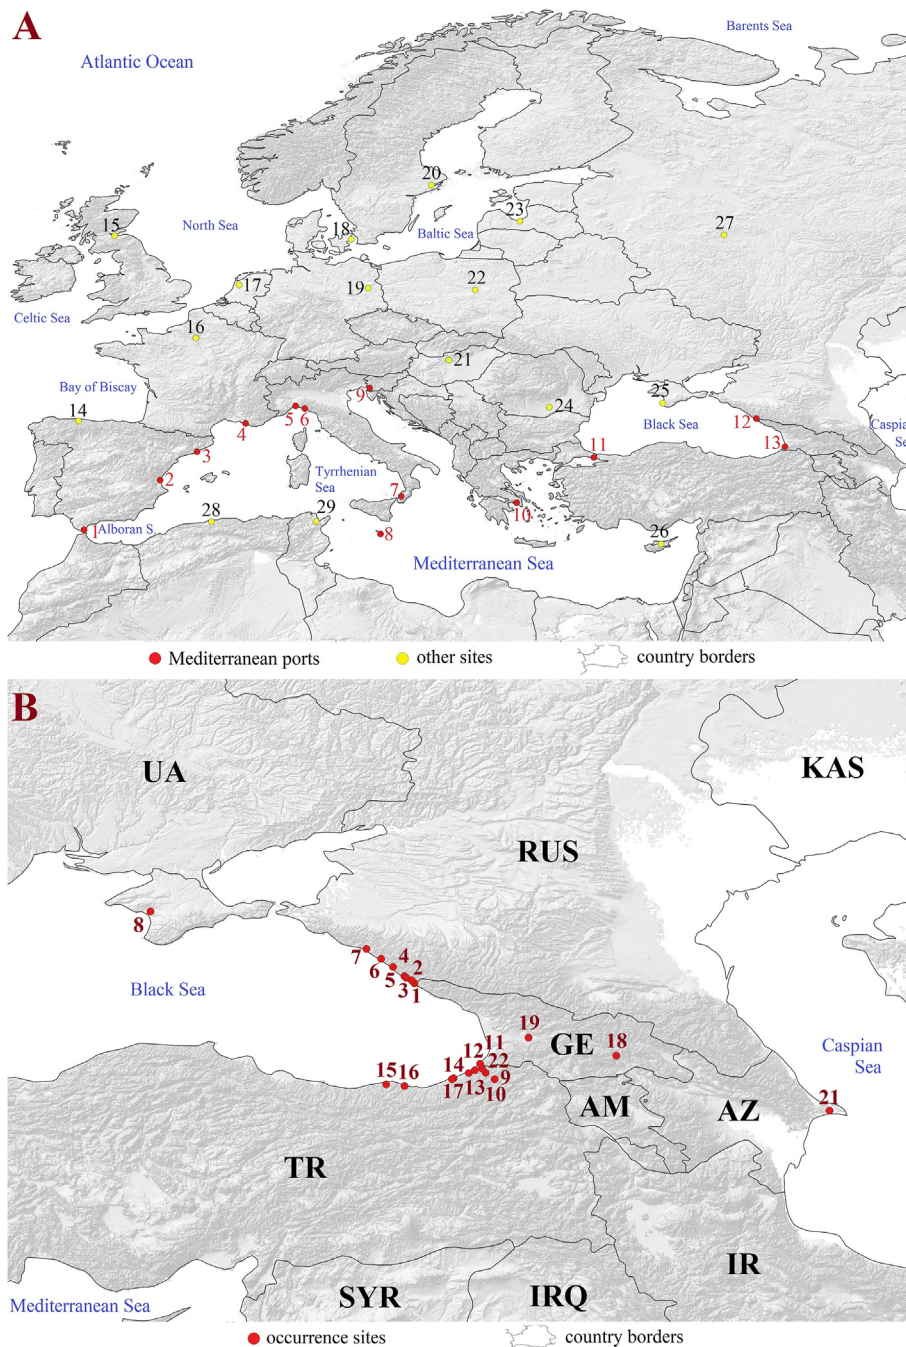 A
Barents Sea
Atlantic Ocean
20
15
North Sea
23
18
Baltic Sea
27
17
19
22
Celtic Sea
16
21
Bay of Biscay
9
25
14
5
6
24
12
4
Black Sea
Caspian
Sea
11
13
3
Tyrrhenian
Sea
2
7
10
28
29
1
Alboran S.
8
26
Mediterranean Sea
Mediterranean ports
other sites
country borders
B
UA
KAS
RUS
8
7
4
6
2
5
3
1
Black Sea
19
11
12
GE
18
Caspian
Sea
14
22
15
16
9
17
13
10
21
AM
AZ
TR
IR
SYR
IRQ
Mediterranean Sea
occurrence sites
country borders